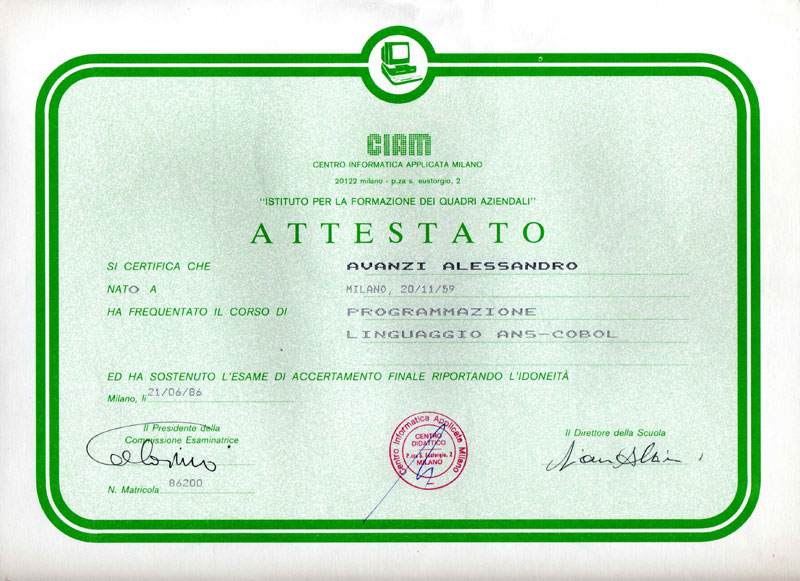 CIAM
CENTRO INFORMATICA APPLICATA MILANO
20122 milano - p.za s. eustorgio, 2
"ISTITUTO PER LA FORMAZIONE DEI QUADRI AZIENDALI"
ATTESTATO
SI CERTIFICA CHE AVANZI ALESSANDRO
NATO A MILANO, 20/11/59
HA FREQUENTATO IL CORSO DI PROGRAMMAZIONE
LINGUAGGIO ANS-COBOL
ED HA SOSTENUTO L'ESAME DI ACCERTAMENTO FINALE RIPORTANDO L'IDONEITÀ
Milano, li 21/06/86
Il Presidente della
Commissione Esaminatrice
N. Matricola 86200
Centro Informatica Applicata Milano
CENTRO
DIDATTICO
P.za S. Eustorgio, 2
MILANO
Il Direttore della Scuola